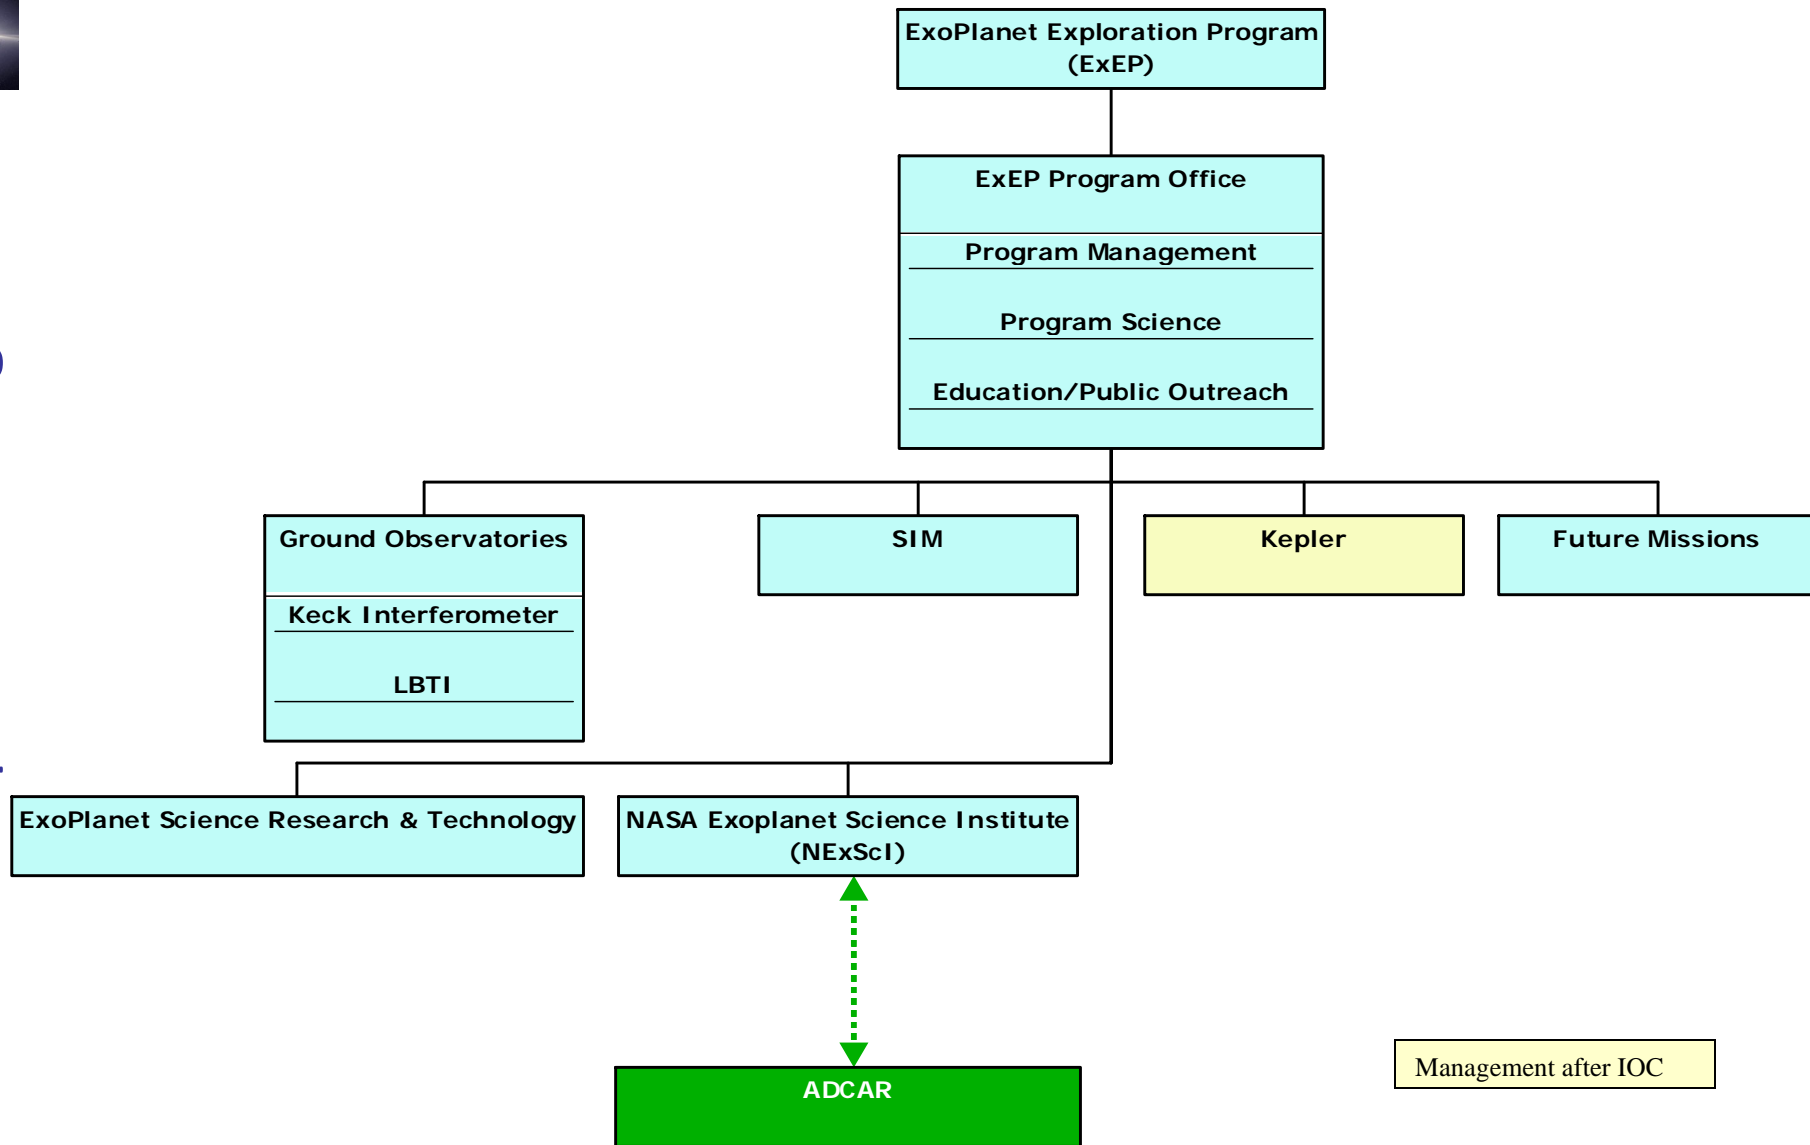 ExoPlanet Exploration Program
(ExEP)
ExEP Program Office
Program Management
Program Science
Education/Public Outreach
Ground Observatories
Keck Interferometer
LBTI
SIM
Kepler
Future Missions
ExoPlanet Science Research & Technology
NASA Exoplanet Science Institute
(NExScI)
ADCAR
Management after IOC